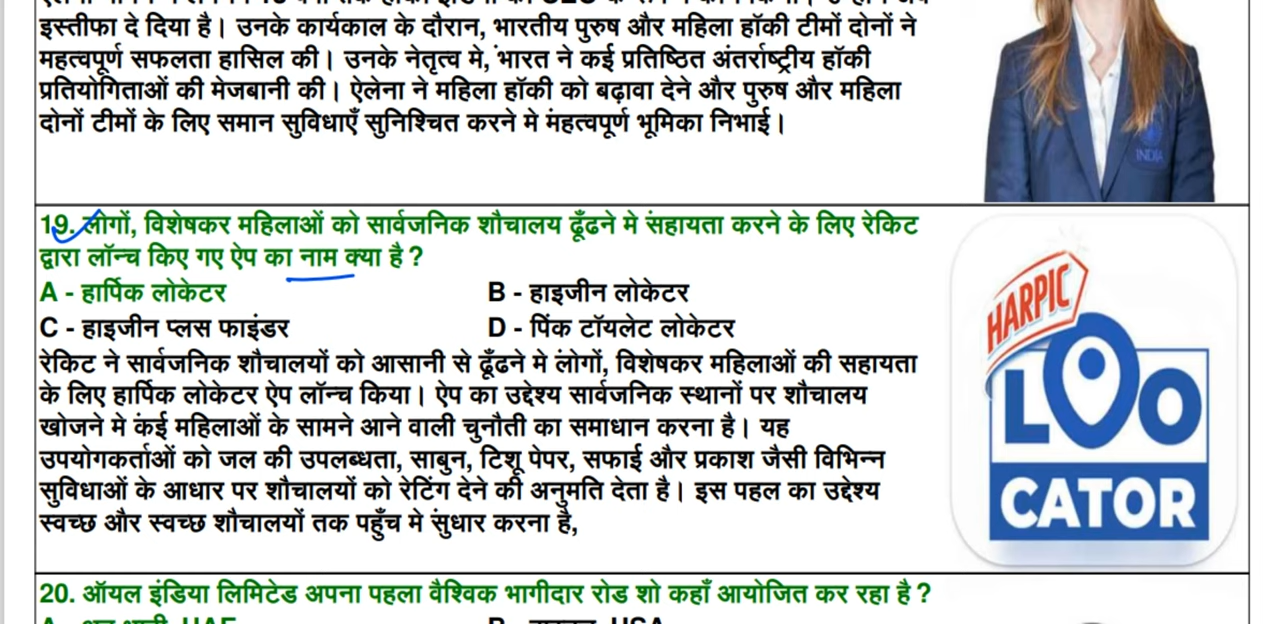 इस्तीफा दे दिया है। उनके कार्यकाल के दौरान, भारतीय पुरुष और महिला हॉकी टीमों दोनों ने
महत्वपूर्ण सफलता हासिल की। उनके नेतृत्व मे, भारत ने कई प्रतिष्ठित अंतर्राष्ट्रीय हॉकी
प्रतियोगिताओं की मेजबानी की। ऐलेना ने महिला हॉकी को बढ़ावा देने और पुरुष और महिला
दोनों टीमों के लिए समान सुविधाएँ सुनिश्चित करने मे मंहत्वपूर्ण भूमिका निभाई।
INDIA
19. लोगों, विशेषकर महिलाओं को सार्वजनिक शौचालय ढूँढने मे संहायता करने के लिए रेकिट
द्वारा लॉन्च किए गए ऐप का नाम क्या है?
A - हार्पिक लोकेटर
B - हाइजीन लोकेटर
C - हाइजीन प्लस फाइंडर
D - पिंक टॉयलेट लोकेटर
रेकिट ने सार्वजनिक शौचालयों को आसानी से ढूँढने मे लोंगों, विशेषकर महिलाओं की सहायता
के लिए हार्पिक लोकेटर ऐप लॉन्च किया। ऐप का उद्देश्य सार्वजनिक स्थानों पर शौचालय
खोजने मे कंई महिलाओं के सामने आने वाली चुनौती का समाधान करना है। यह
उपयोगकर्ताओं को जल की उपलब्धता, साबुन, टिशू पेपर, सफाई और प्रकाश जैसी विभिन्न
सुविधाओं के आधार पर शौचालयों को रेटिंग देने की अनुमति देता है। इस पहल का उद्देश्य
स्वच्छ और स्वच्छ शौचालयों तक पहुँच मे सुंधार करना है,
HARPIC
LOO
CATOR
20. ऑयल इंडिया लिमिटेड अपना पहला वैश्विक भागीदार रोड शो कहाँ आयोजित कर रहा है?